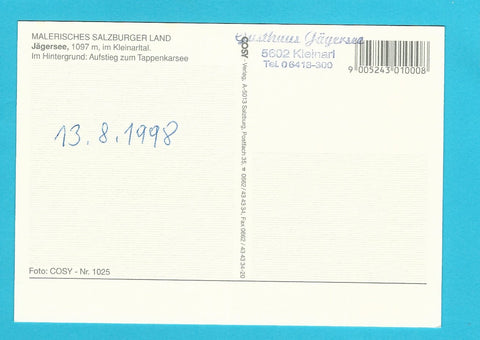 MALERISCHES SALZBURGER LAND
Jägersee, 1097 m, im Kleinarltal.
Im Hintergrund: Aufstieg zum Tappenkarsee
13.8.1998
Foto: COSY - Nr. 1025
COSY - Verlag, A-5013 Salzburg, Postfach 35, ☎ 0662/43 43 34, Fax 0662 / 43 43 34-20
Gasthaus Jägersee
5602 Kleinarl
Tel. 06418-300
9 005243 010008